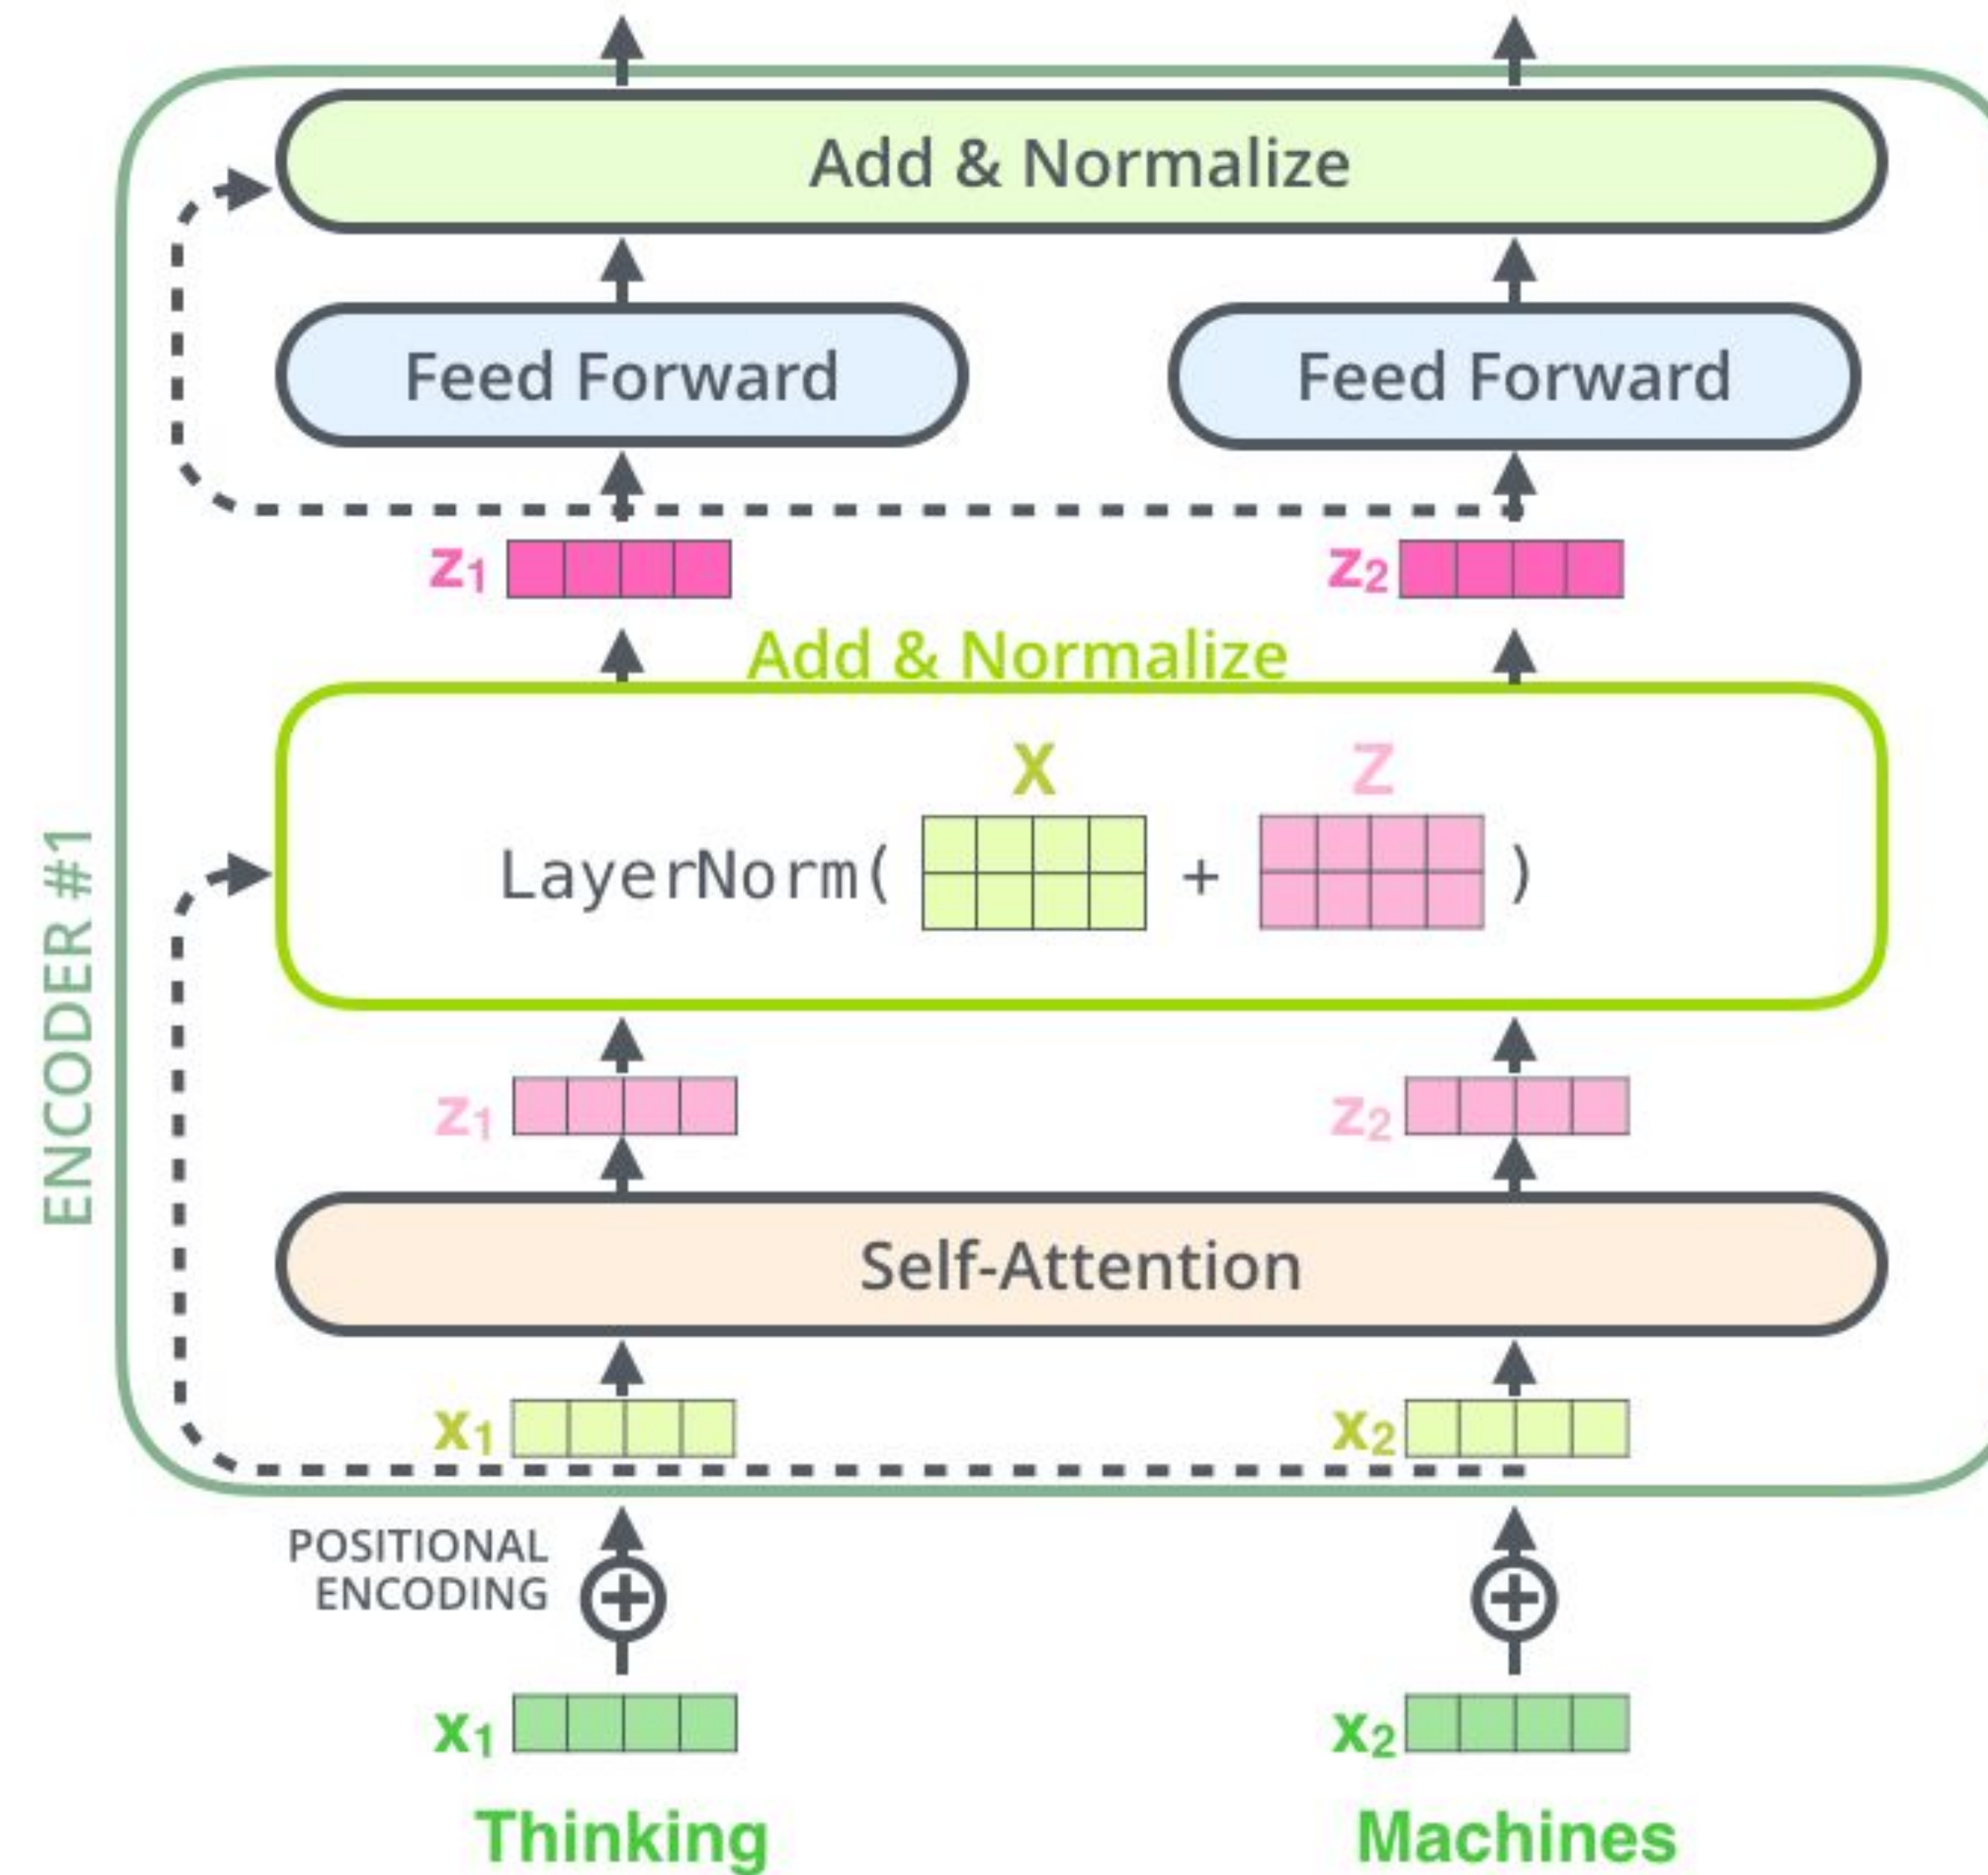 Add & Normalize
Feed Forward Feed Forward
z1 z2
Add & Normalize
X Z
LayerNorm( + )
ENCODER #1
z1 z2
Self-Attention
x1 x2
POSITIONAL
ENCODING
x1 x2
Thinking Machines